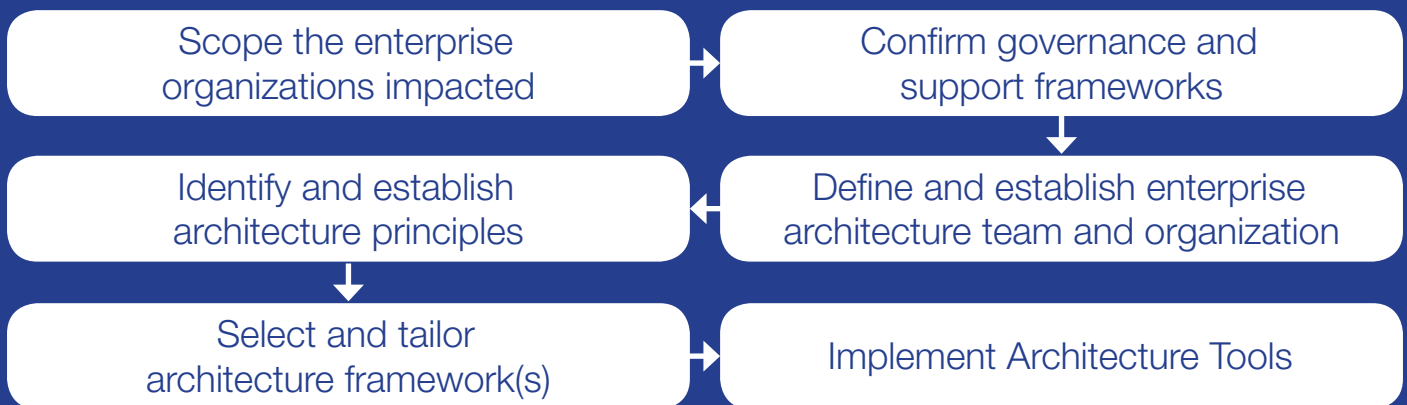 Scope the enterprise
organizations impacted
Confirm governance and
support frameworks
Define and establish enterprise
architecture team and organization
Identify and establish
architecture principles
Select and tailor
architecture framework(s)
Implement Architecture Tools